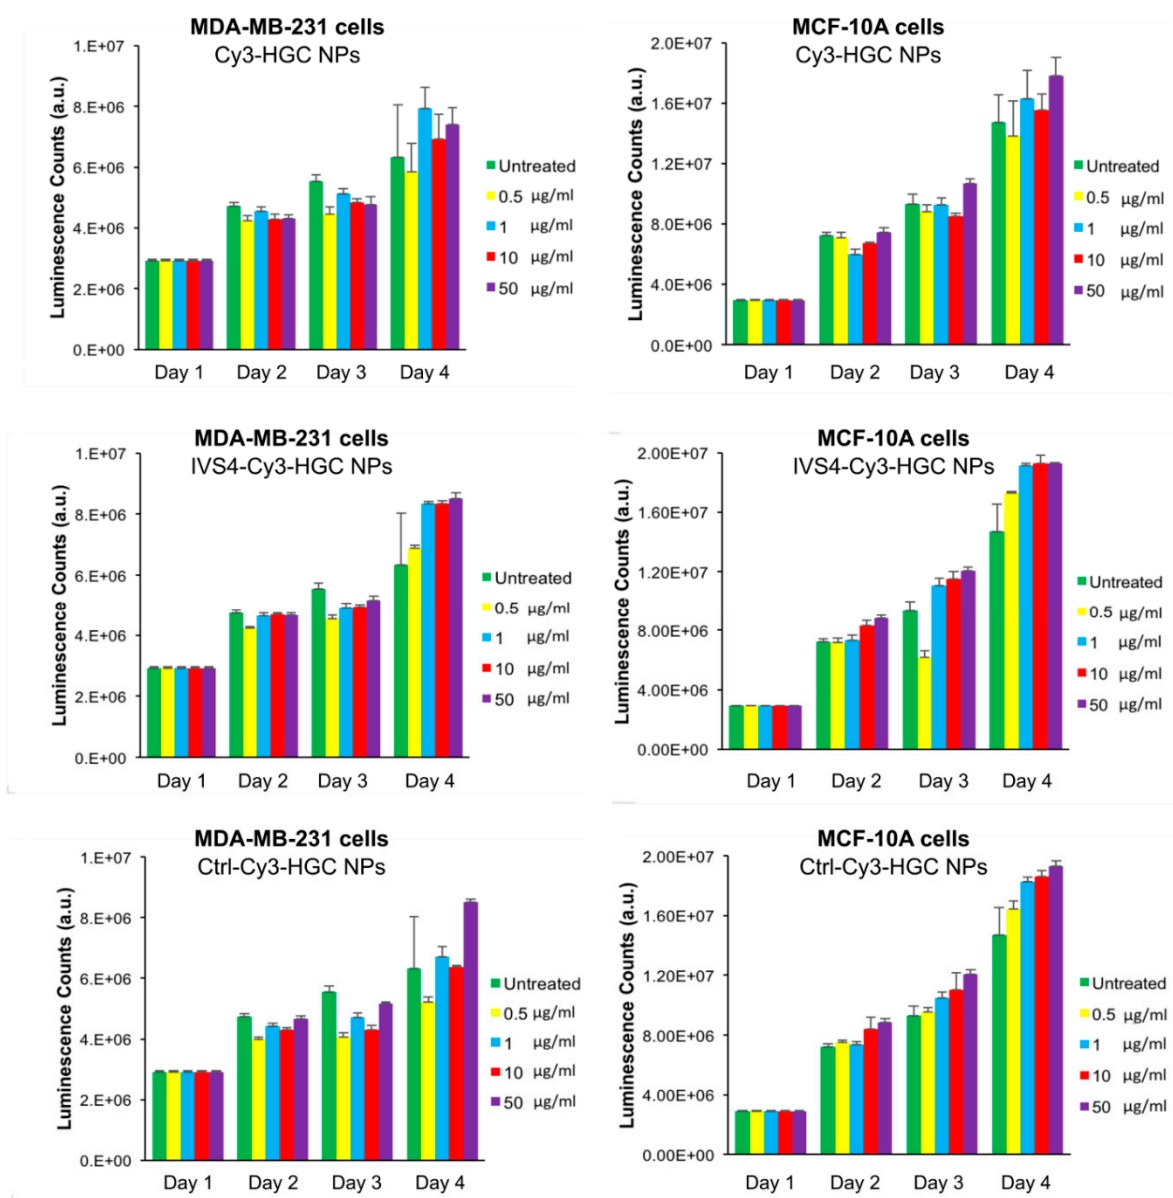 MDA-MB-231 cells
Cy3-HGC NPs
Luminescence Counts (a.u.)
1.E+07
8.E+06
6.E+06
4.E+06
2.E+06
0.E+00
Day 1 Day 2 Day 3 Day 4
Untreated
0.5 µg/ml
1 µg/ml
10 µg/ml
50 µg/ml
MCF-10A cells
Cy3-HGC NPs
Luminescence Counts (a.u.)
2.0E+07
1.6E+07
1.2E+07
8.0E+06
4.0E+06
0.0E+00
Day 1 Day 2 Day 3 Day 4
Untreated
0.5 µg/ml
1 µg/ml
10 µg/ml
50 µg/ml
MDA-MB-231 cells
IVS4-Cy3-HGC NPs
Luminescence Counts (a.u.)
1.E+07
8.E+06
6.E+06
4.E+06
2.E+06
0.E+00
Day 1 Day 2 Day 3 Day 4
Untreated
0.5 µg/ml
1 µg/ml
10 µg/ml
50 µg/ml
MCF-10A cells
IVS4-Cy3-HGC NPs
Luminescence Counts (a.u.)
2.00E+07
1.60E+07
1.20E+07
8.00E+06
4.00E+06
0.00E+00
Day 1 Day 2 Day 3 Day 4
Untreated
0.5 µg/ml
1 µg/ml
10 µg/ml
50 µg/ml
MDA-MB-231 cells
Ctrl-Cy3-HGC NPs
Luminescence Counts (a.u.)
1.E+07
8.E+06
6.E+06
4.E+06
2.E+06
0.E+00
Day 1 Day 2 Day 3 Day 4
Untreated
0.5 µg/ml
1 µg/ml
10 µg/ml
50 µg/ml
MCF-10A cells
Ctrl-Cy3-HGC NPs
Luminescence Counts (a.u.)
2.00E+07
1.60E+07
1.20E+07
8.00E+06
4.00E+06
0.00E+00
Day 1 Day 2 Day 3 Day 4
Untreated
0.5 µg/ml
1 µg/ml
10 µg/ml
50 µg/ml